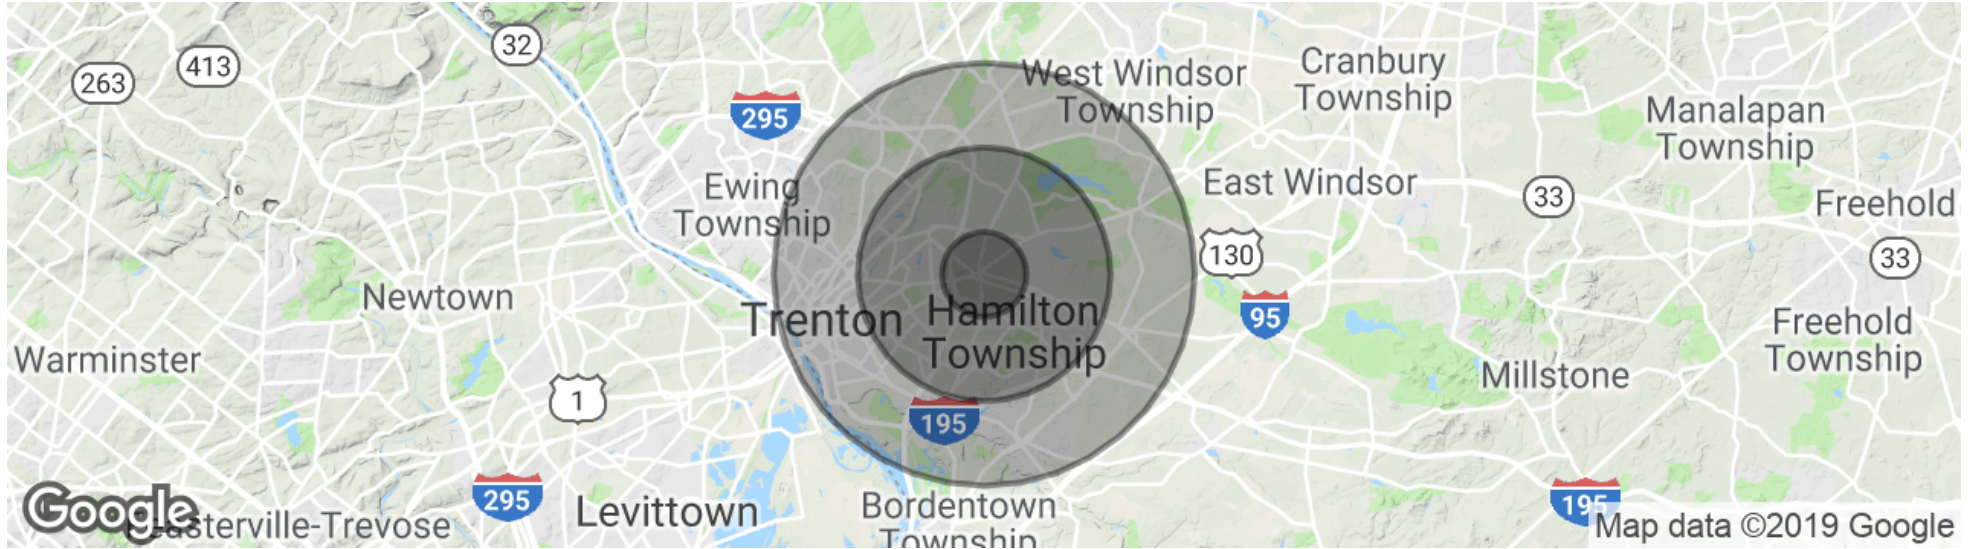 32
413
263
West Windsor
Township
Cranbury
Township
295
Manalapan
Township
Ewing
Township
East Windsor
33
Freehold
130
33
Newtown
Trenton
Hamilton
Township
95
Freehold
Township
Warminster
Millstone
1
195
295
Levittown
Bordentown
Township
195
Google
Feasterville-Trevose
Map data ©2019 Google